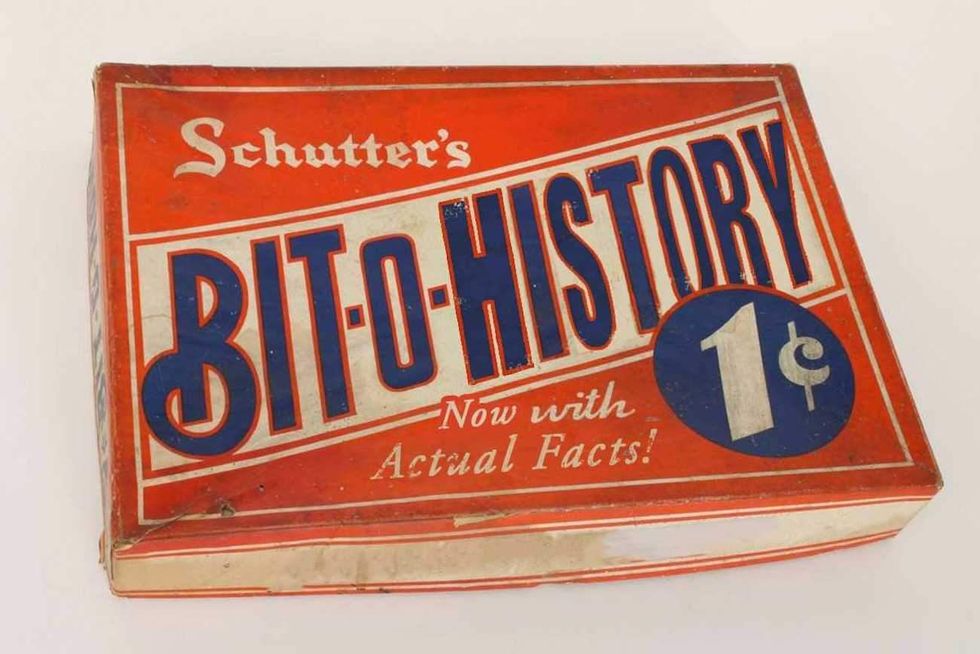 Schutter's
BIT-O-HISTORY
1¢
Now with
Actual Facts!